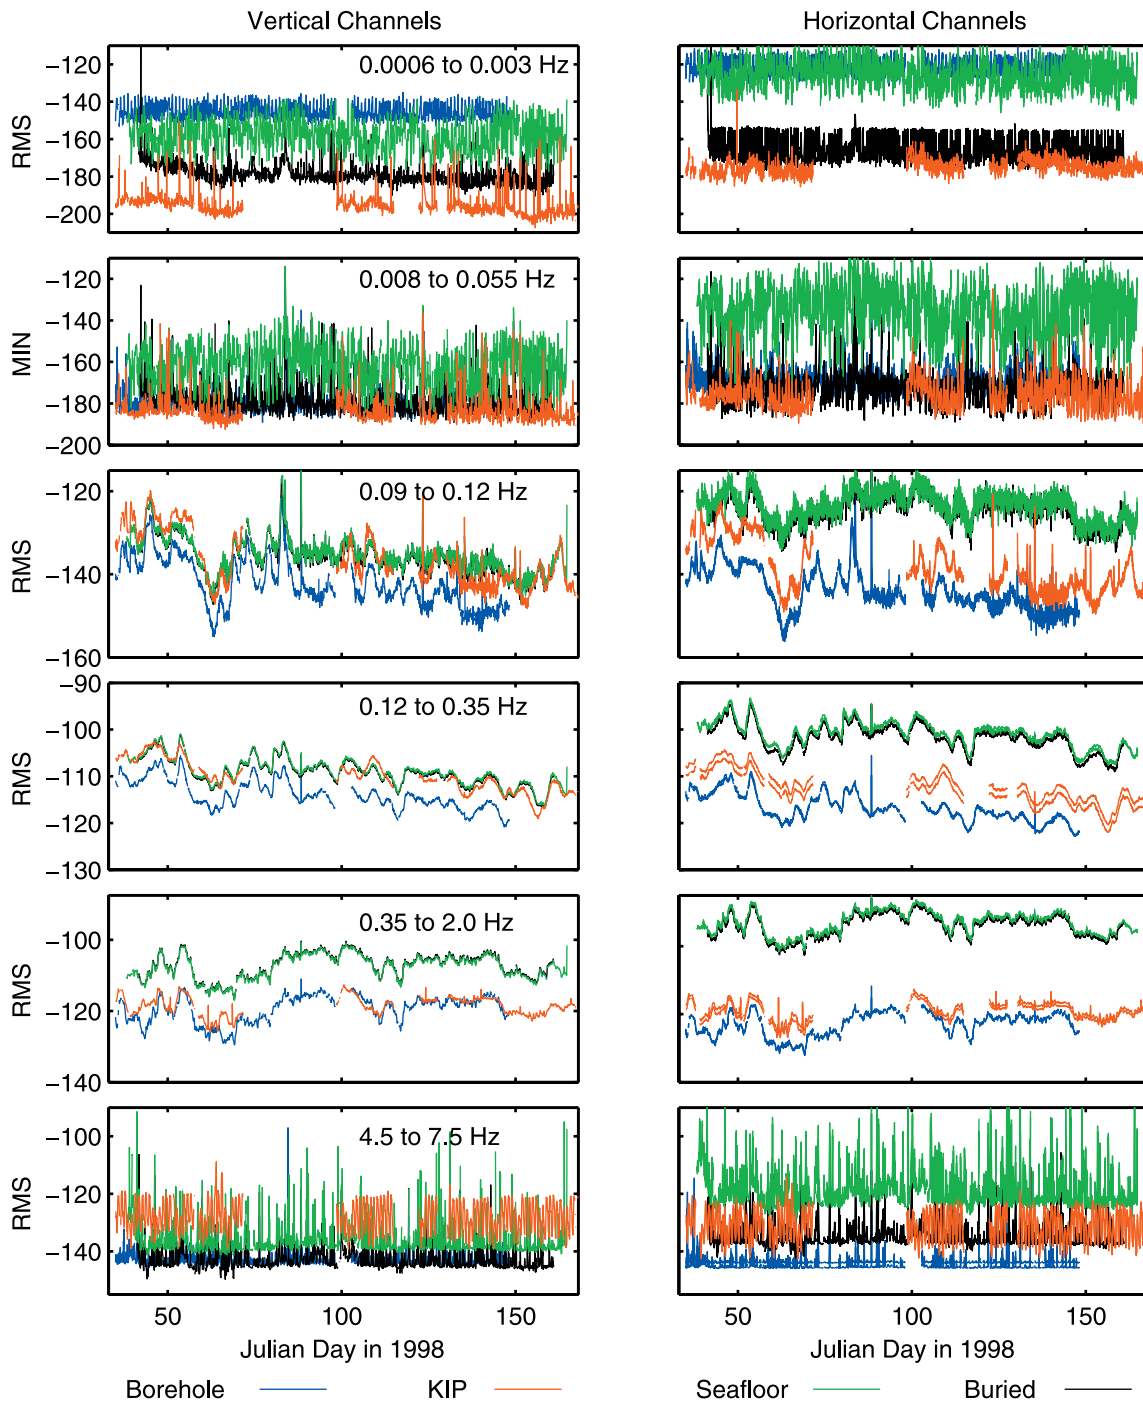 Vertical Channels
Horizontal Channels
0.0006 to 0.003 Hz
RMS
−120
−140
−160
−180
−200
0.008 to 0.055 Hz
MIN
−120
−140
−160
−180
−200
0.09 to 0.12 Hz
RMS
−120
−140
−160
0.12 to 0.35 Hz
RMS
−90
−100
−110
−120
−130
0.35 to 2.0 Hz
RMS
−100
−120
−140
4.5 to 7.5 Hz
RMS
−100
−120
−140
50 100 150
50 100 150
Julian Day in 1998
Julian Day in 1998
Borehole KIP Seafloor Buried